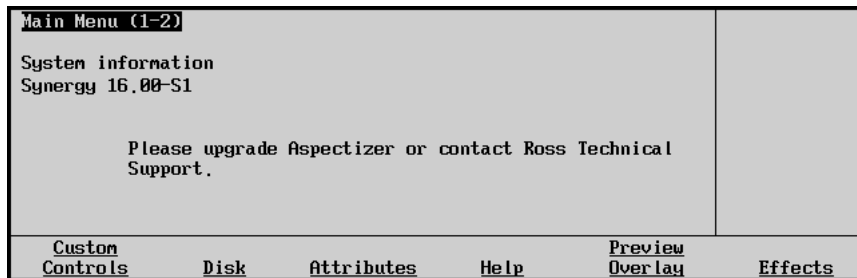 Main Menu (1-2)
System information
Synergy 16.00-S1
Please upgrade Aspectizer or contact Ross Technical
Support.
Custom
Controls
Disk
Attributes
Help
Preview
Overlay
Effects